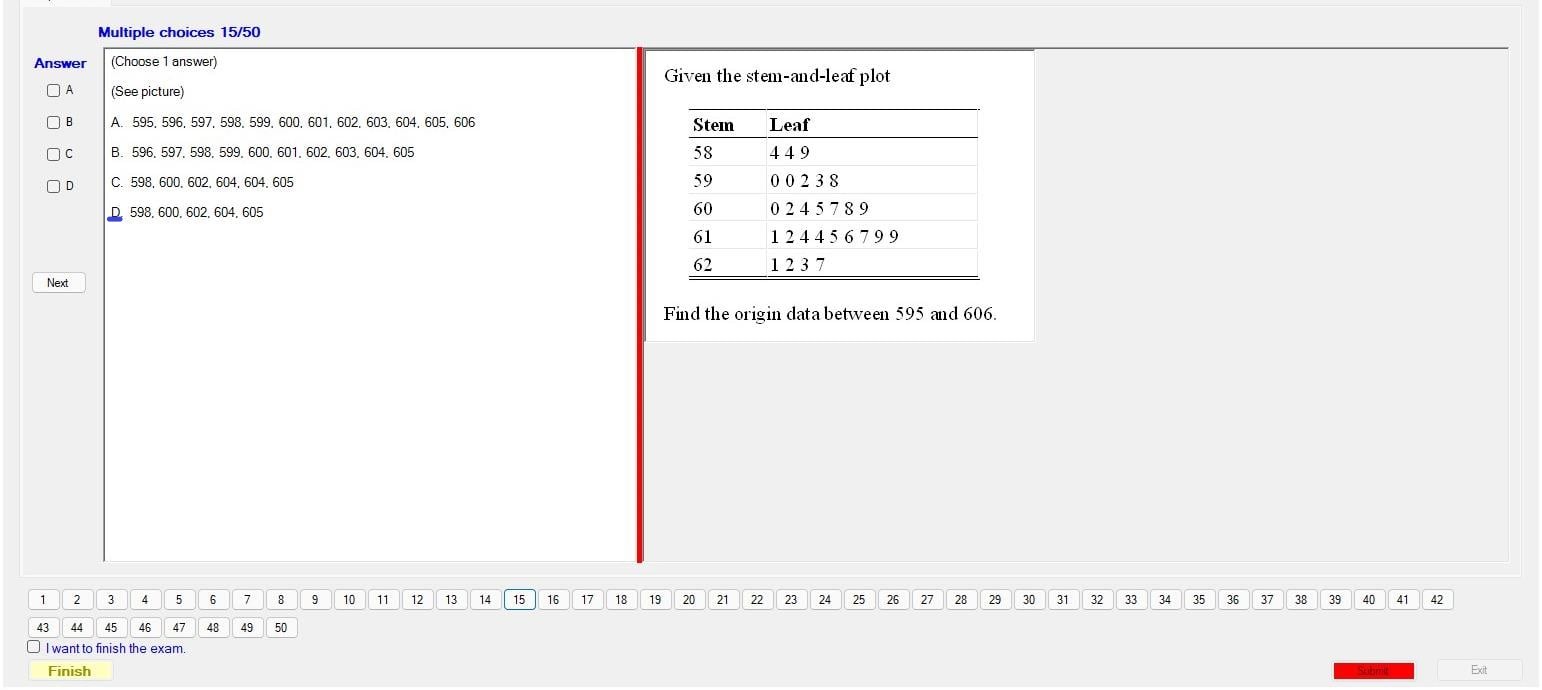 Multiple choices 15/50
Answer
A
B
C
D
Next
(Choose 1 answer)
(See picture)
A. 595, 596, 597, 598, 599, 600, 601, 602, 603, 604, 605, 606
B. 596, 597, 598, 599, 600, 601, 602, 603, 604, 605
C. 598, 600, 602, 604, 604, 605
D. 598, 600, 602, 604, 605
Given the stem-and-leaf plot
Stem Leaf
58 4 4 9
59 0 0 2 3 8
60 0 2 4 5 7 8 9
61 1 2 4 4 5 6 7 9 9
62 1 2 3 7
Find the origin data between 595 and 606.
1 2 3 4 5 6 7 8 9 10 11 12 13 14 15 16 17 18 19 20 21 22 23 24 25 26 27 28 29 30 31 32 33 34 35 36 37 38 39 40 41 42
43 44 45 46 47 48 49 50
I want to finish the exam.
Finish Submit Exit